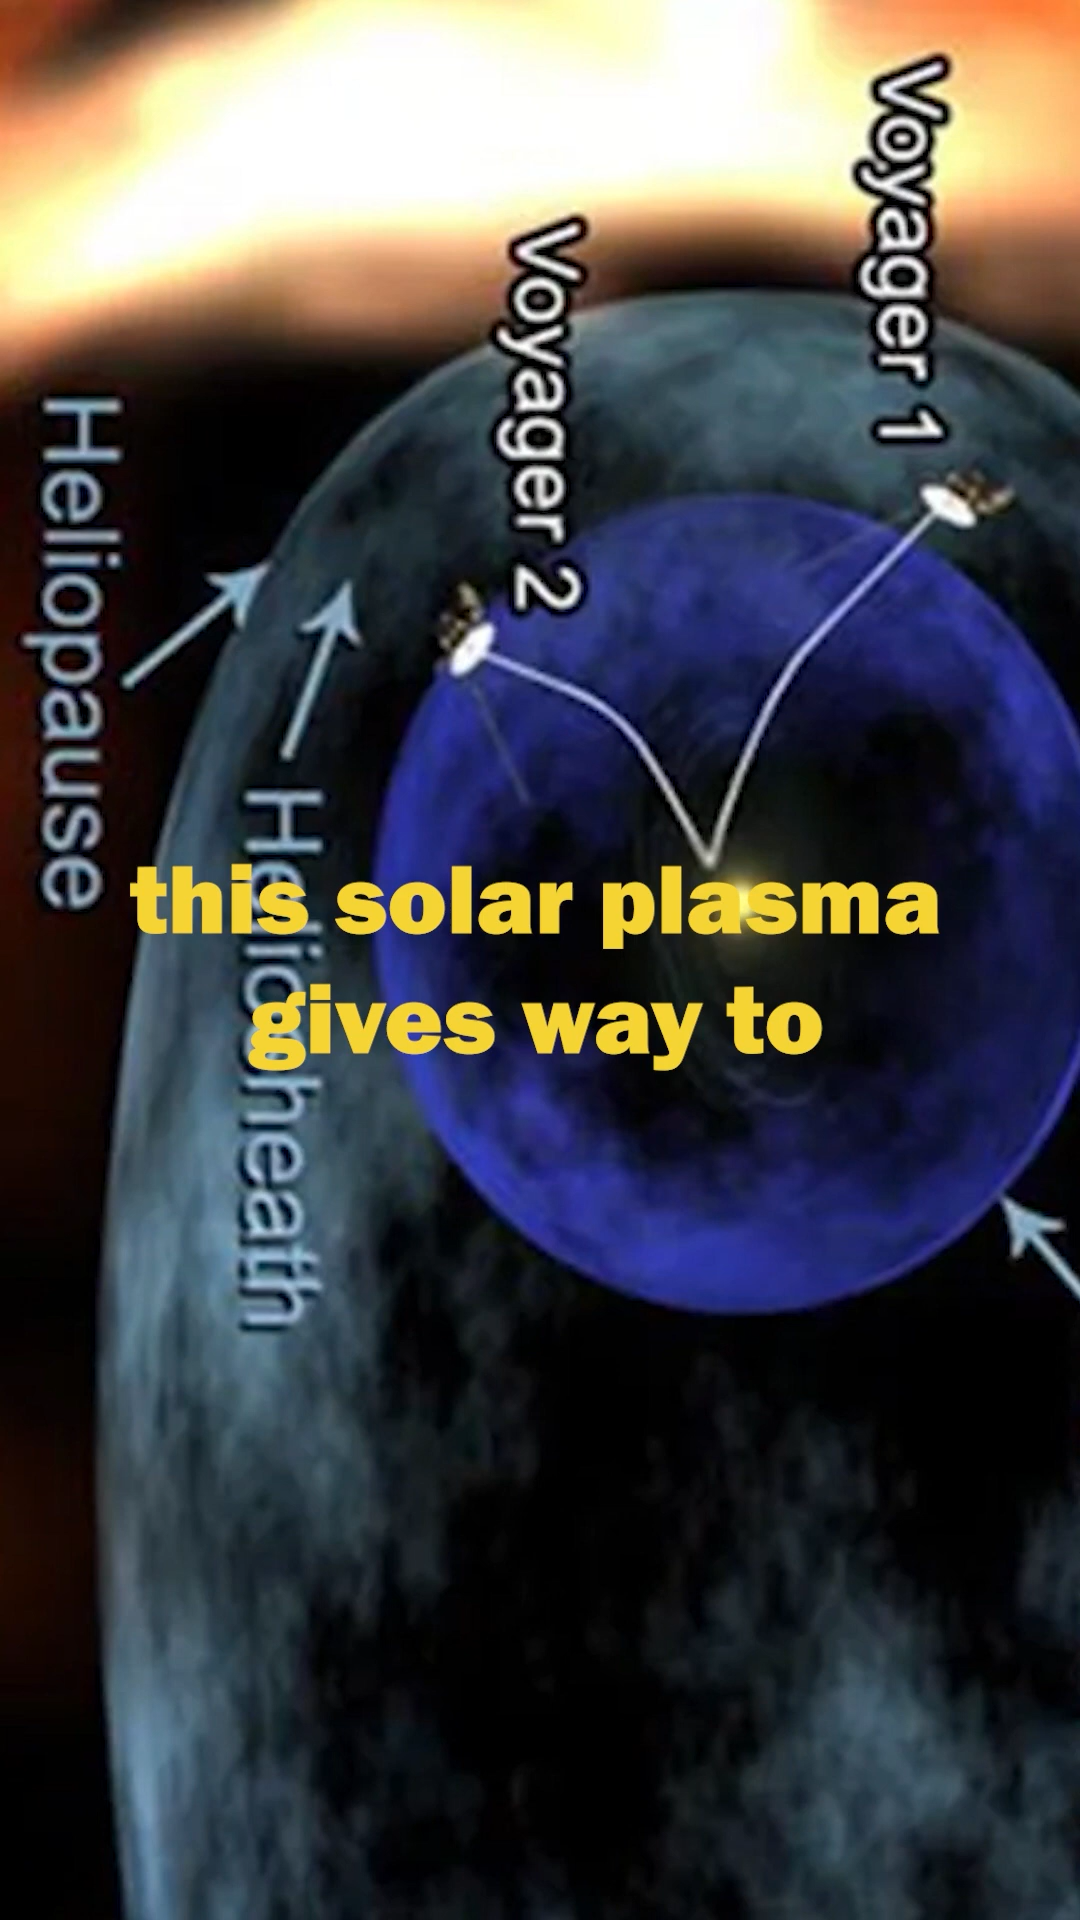 Voyager 1
Voyager 2
Heliopause
Heliosheath
this solar plasma
gives way to